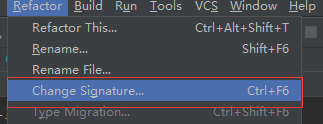 Refactor Build Run Tools VCS Window
Refactor This... Ctrl+Alt+Shift+T
Rename... Shift+F6
Rename File...
Change Signature... Ctrl+F6
Type Migration... Ctrl+Shift+F6